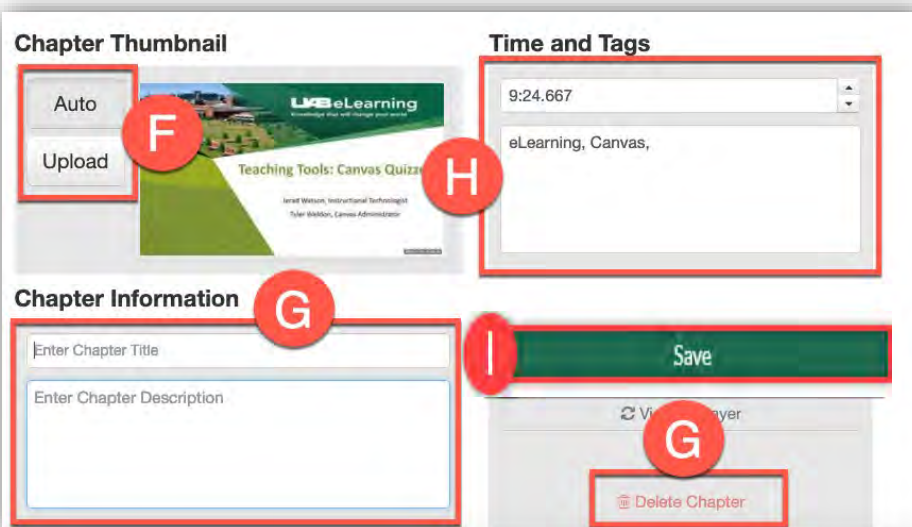 Chapter Thumbnail
Auto
Upload
F
UAB eLearning
Knowledge that will change your world
Teaching Tools: Canvas Quizze
Jerad Watson, Instructional Technologist
Tyler Weldon, Canvas Administrator
Time and Tags
9:24.667
eLearning, Canvas,
H
Chapter Information
G
Enter Chapter Title
Enter Chapter Description
I
Save
G
Delete Chapter